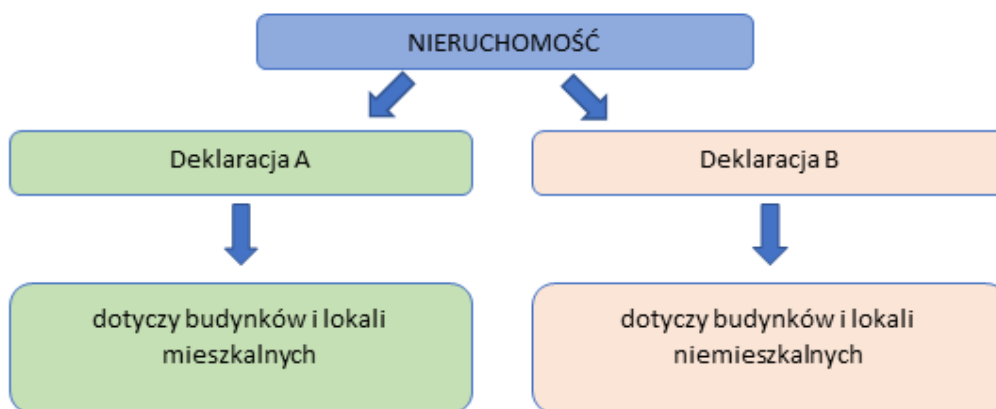 NIERUCHOMOŚĆ
Deklaracja A
Deklaracja B
dotyczy budynków i lokali
mieszkalnych
dotyczy budynków i lokali
niemieszkalnych